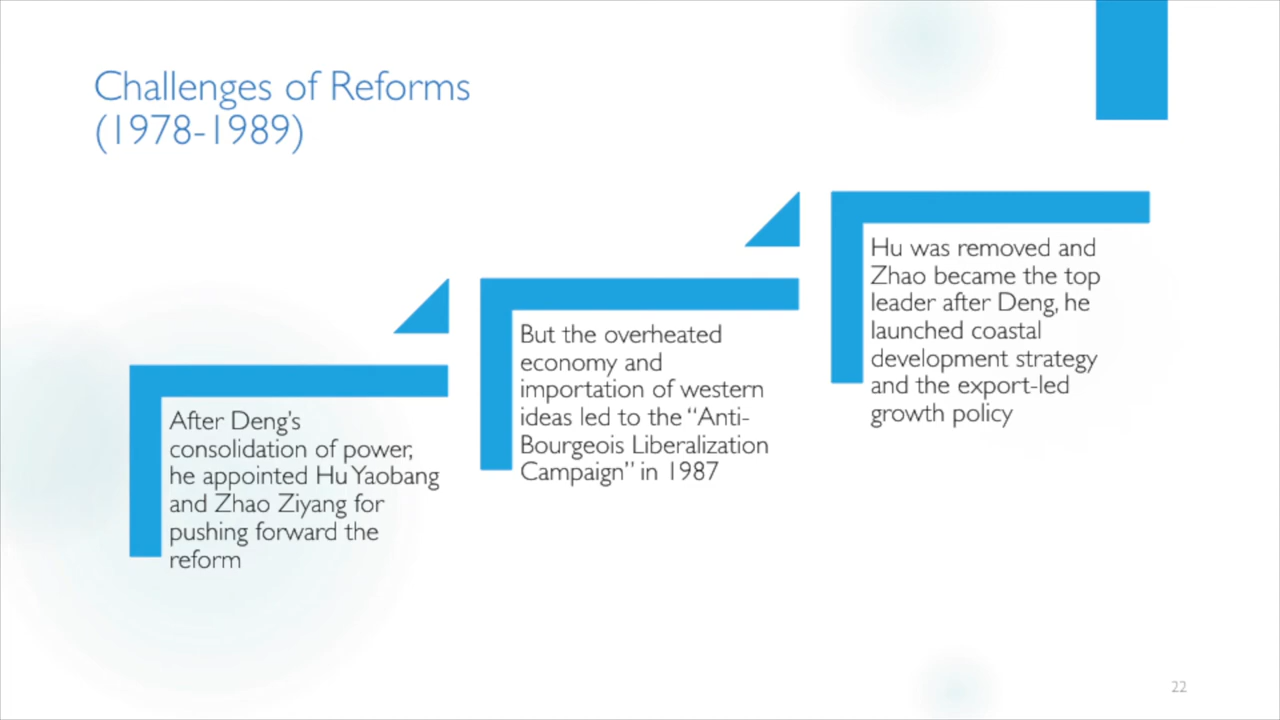 Challenges of Reforms
(1978-1989)
After Deng's
consolidation of power,
he appointed Hu Yaobang
and Zhao Ziyang for
pushing forward the
reform
But the overheated
economy and
importation of western
ideas led to the “Anti-
Bourgeois Liberalization
Campaign” in 1987
Hu was removed and
Zhao became the top
leader after Deng, he
launched coastal
development strategy
and the export-led
growth policy
22